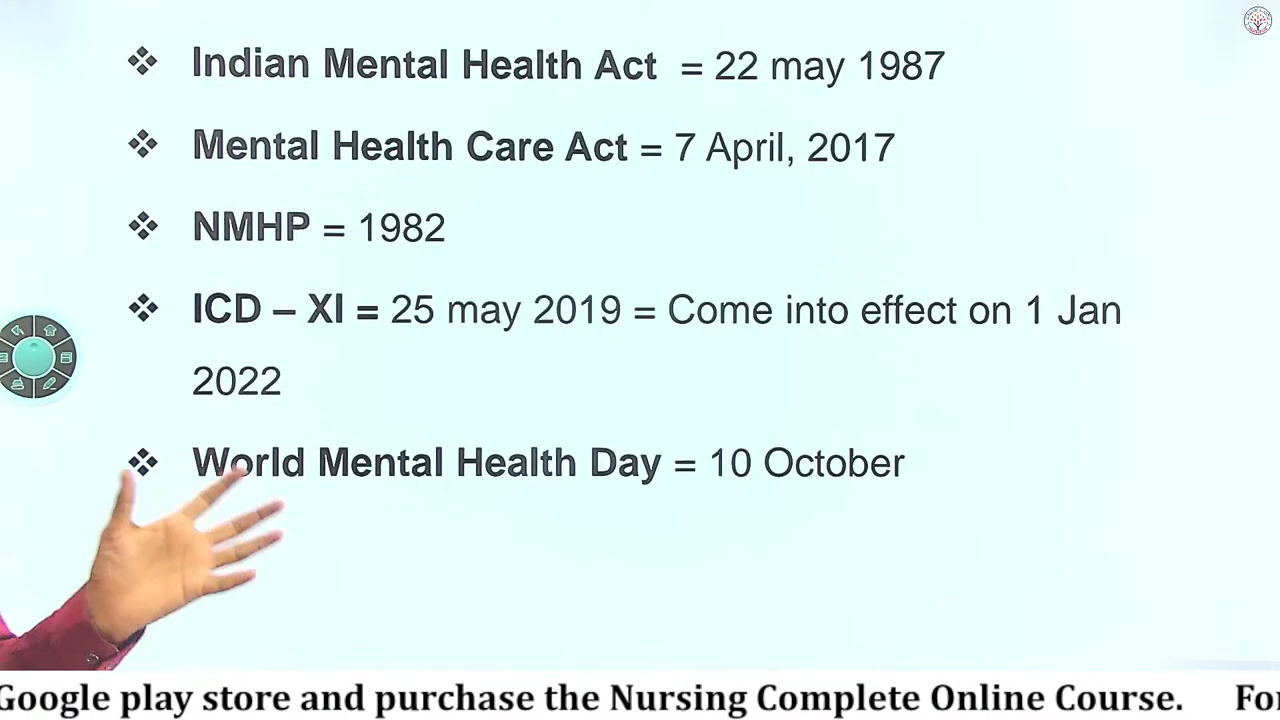 ❖ Indian Mental Health Act = 22 may 1987
❖ Mental Health Care Act = 7 April, 2017
❖ NMHP = 1982
❖ ICD – XI = 25 may 2019 = Come into effect on 1 Jan
2022
❖ World Mental Health Day = 10 October
Google play store and purchase the Nursing Complete Online Course. For